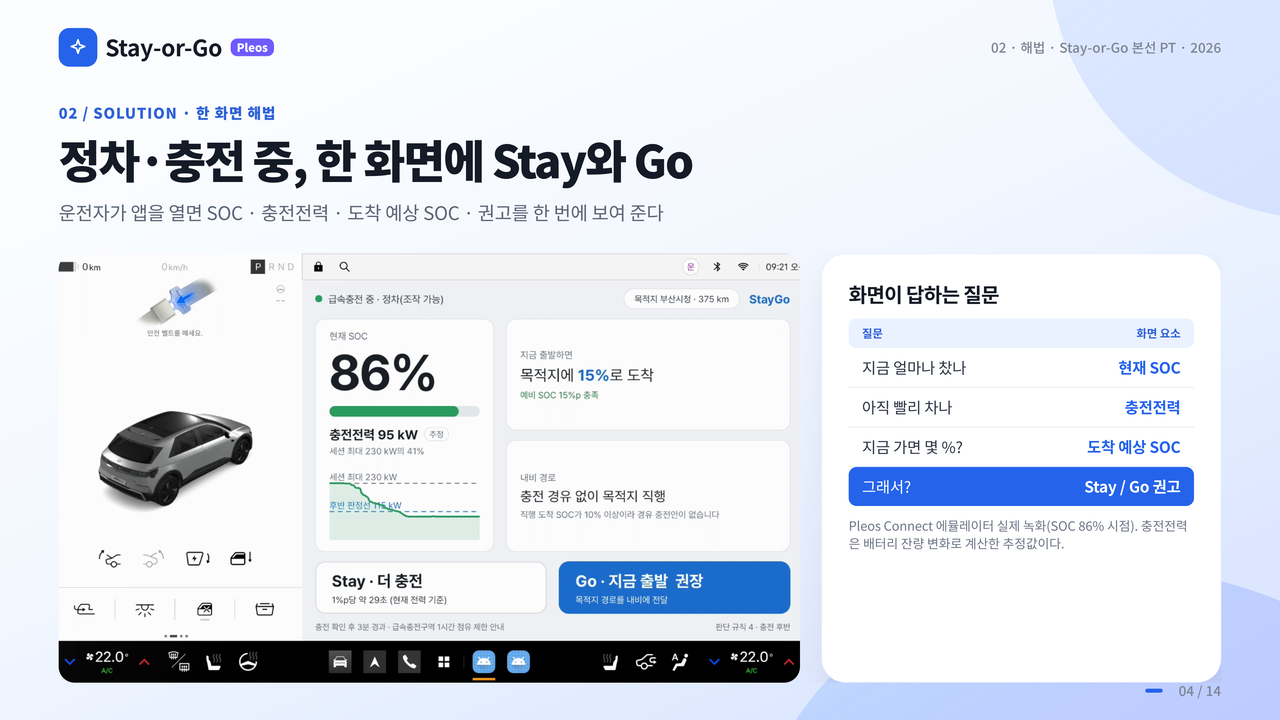 Stay-or-Go Pleos
02 · 해법 · Stay-or-Go 본선 PT · 2026
02 / SOLUTION · 한 화면 해법
정차·충전 중, 한 화면에 Stay와 Go
운전자가 앱을 열면 SOC · 충전전력 · 도착 예상 SOC · 권고를 한 번에 보여 준다
0km
0km/h
P R N D
안전 벨트를 매세요.
운
09:21 오
급속충전 중 · 정차(조작 가능)
목적지 부산시청 · 375 km
StayGo
현재 SOC
86%
충전전력 95 kW 추정
세션 최대 230 kW의 41%
세션 최대 230 kW
후반 판정선 115 kW
지금 출발하면
목적지에 15%로 도착
예비 SOC 15%p 충족
내비 경로
충전 경유 없이 목적지 직행
직행 도착 SOC가 10% 이상이라 경유 충전안이 없습니다
Stay · 더 충전
1%p당 약 29초 (현재 전력 기준)
Go · 지금 출발 권장
목적지 경로를 내비에 전달
충전 확인 후 3분 경과 · 급속충전구역 1시간 점유 제한 안내
판단 규칙 4 · 충전 후반
22.0°
A/C
A
22.0°
A/C
화면이 답하는 질문
질문 화면 요소
지금 얼마나 찼나 현재 SOC
아직 빨리 차나 충전전력
지금 가면 몇 %? 도착 예상 SOC
그래서? Stay / Go 권고
Pleos Connect 에뮬레이터 실제 녹화(SOC 86% 시점). 충전전력
은 배터리 잔량 변화로 계산한 추정값이다.
04 / 14